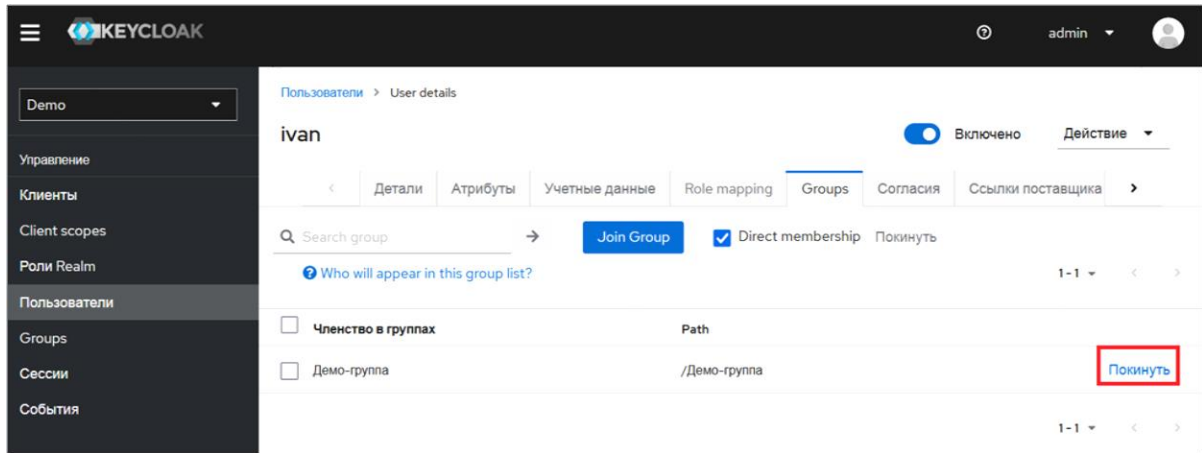 KEYCLOAK
admin
Demo
Управление
Клиенты
Client scopes
Роли Realm
Пользователи
Groups
Сессии
События
Пользователи > User details
ivan
Включено
Действие
Детали
Атрибуты
Учетные данные
Role mapping
Groups
Согласия
Ссылки поставщика
Search group
Join Group
Direct membership
Покинуть
Who will appear in this group list?
1-1
Членство в группах
Path
Демо-группа
/Демо-группа
Покинуть
1-1